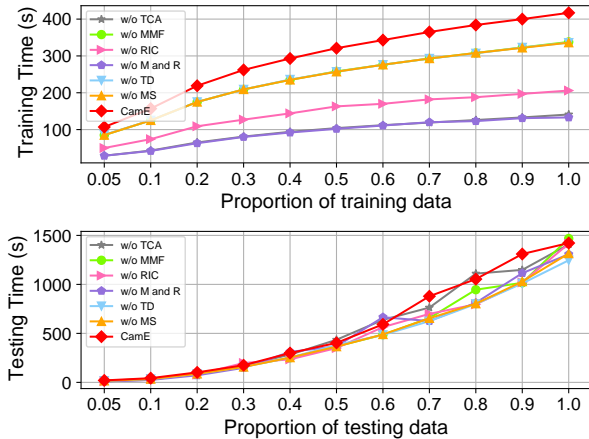 400
300
200
100
Training Time (s)
w/o TCA
w/o MMF
w/o RIC
w/o M and R
w/o TD
w/o MS
CamE
0.05 0.1 0.2 0.3 0.4 0.5 0.6 0.7 0.8 0.9 1.0
Proportion of training data
1500
1000
500
0
Testing Time (s)
w/o TCA
w/o MMF
w/o RIC
w/o M and R
w/o TD
w/o MS
CamE
0.05 0.1 0.2 0.3 0.4 0.5 0.6 0.7 0.8 0.9 1.0
Proportion of testing data